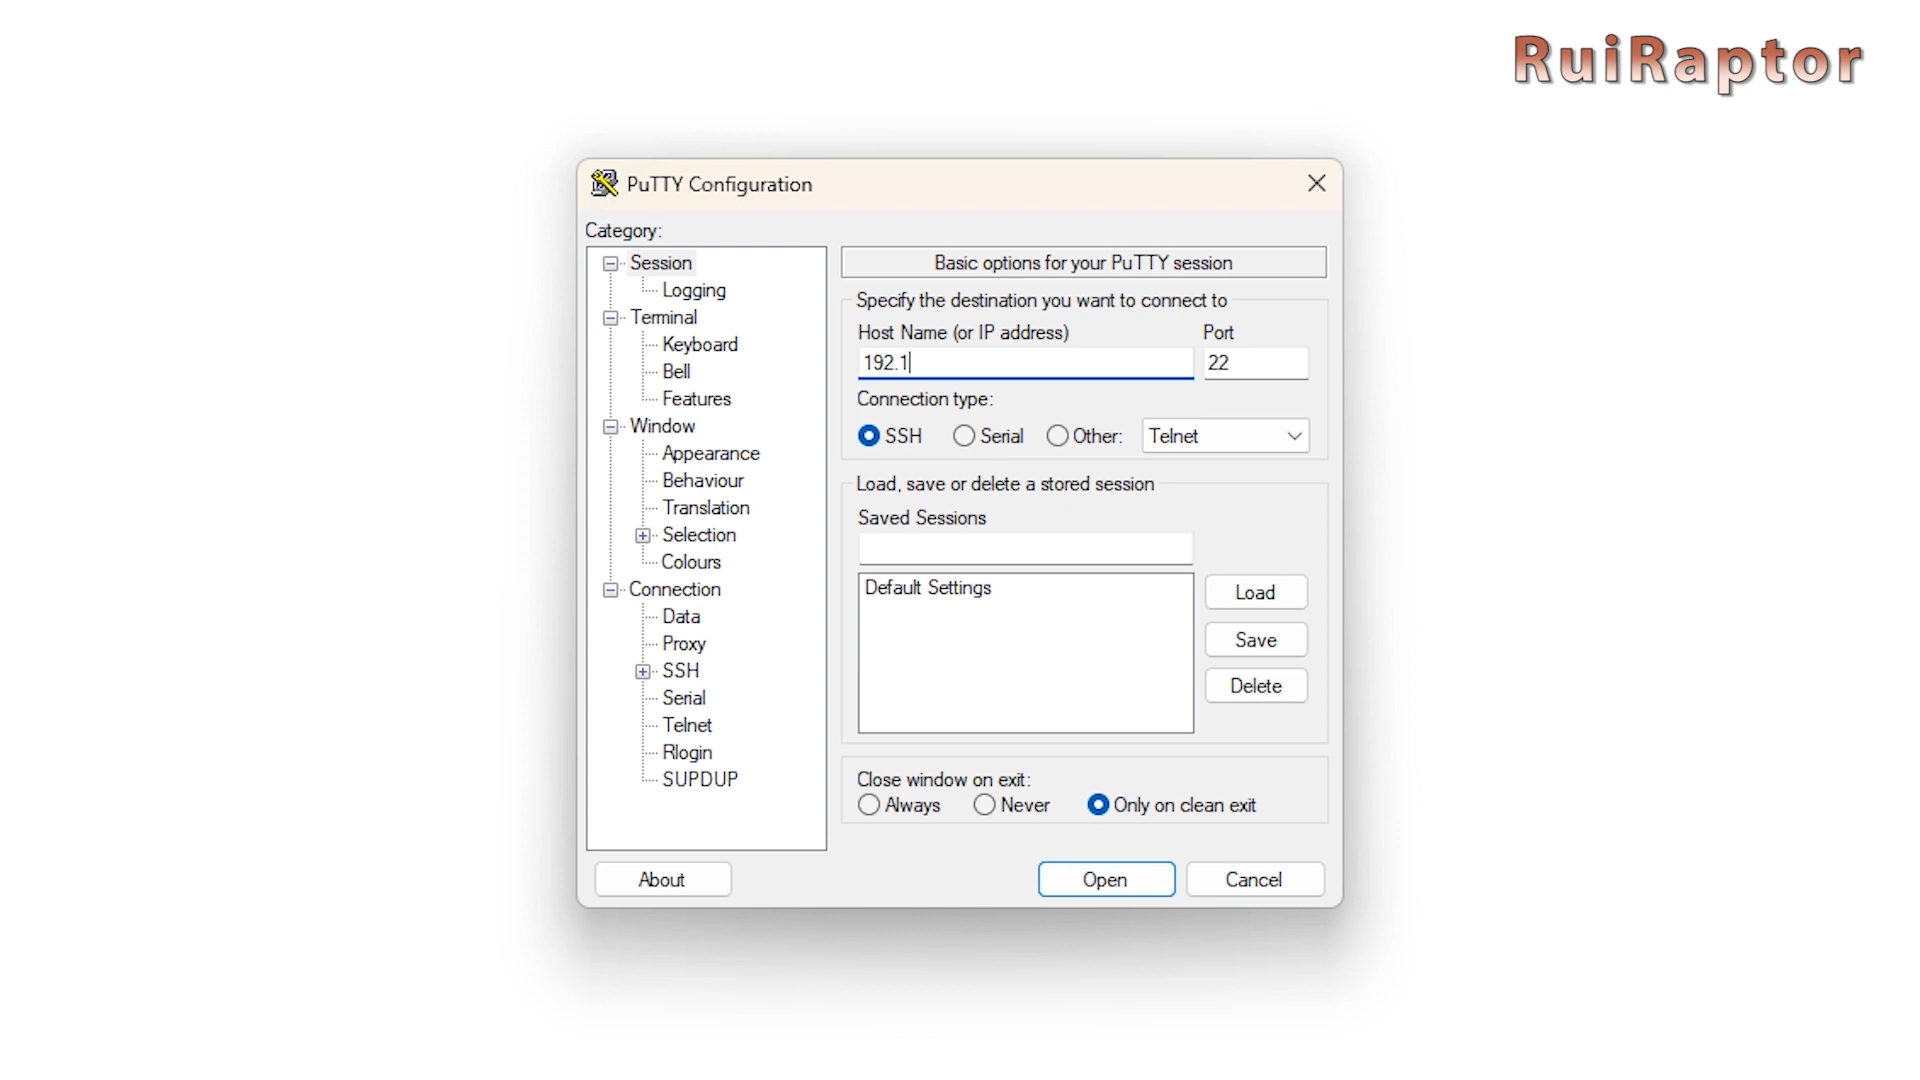 RuiRaptor
PuTTY Configuration
Category:
Session
Logging
Terminal
Keyboard
Bell
Features
Window
Appearance
Behaviour
Translation
Selection
Colours
Connection
Data
Proxy
SSH
Serial
Telnet
Rlogin
SUPDUP
Basic options for your PuTTY session
Specify the destination you want to connect to
Host Name (or IP address) Port
192.1 22
Connection type:
SSH Serial Other: Telnet
Load, save or delete a stored session
Saved Sessions
Default Settings
Load
Save
Delete
Close window on exit:
Always Never Only on clean exit
About Open Cancel